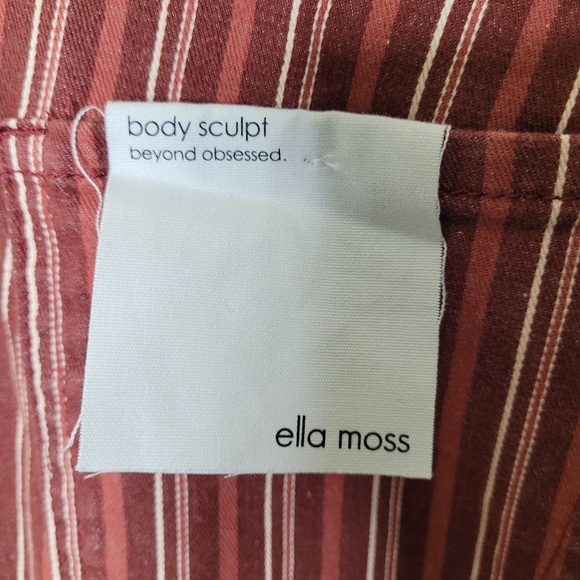 body sculpt
beyond obsessed.
ella moss